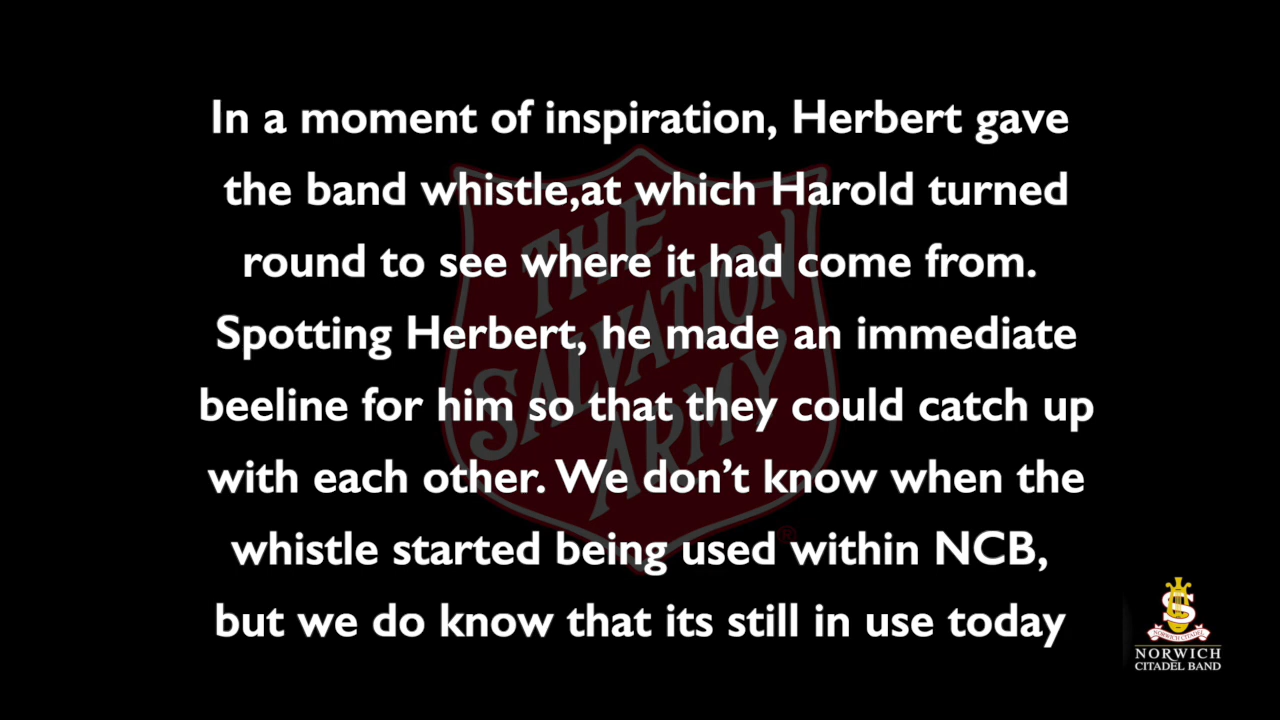 In a moment of inspiration, Herbert gave
the band whistle,at which Harold turned
round to see where it had come from.
Spotting Herbert, he made an immediate
beeline for him so that they could catch up
with each other. We don’t know when the
whistle started being used within NCB,
but we do know that its still in use today
THE
SALVATION
ARMY
®
S
NORWICH CITADEL
NORWICH
CITADEL BAND